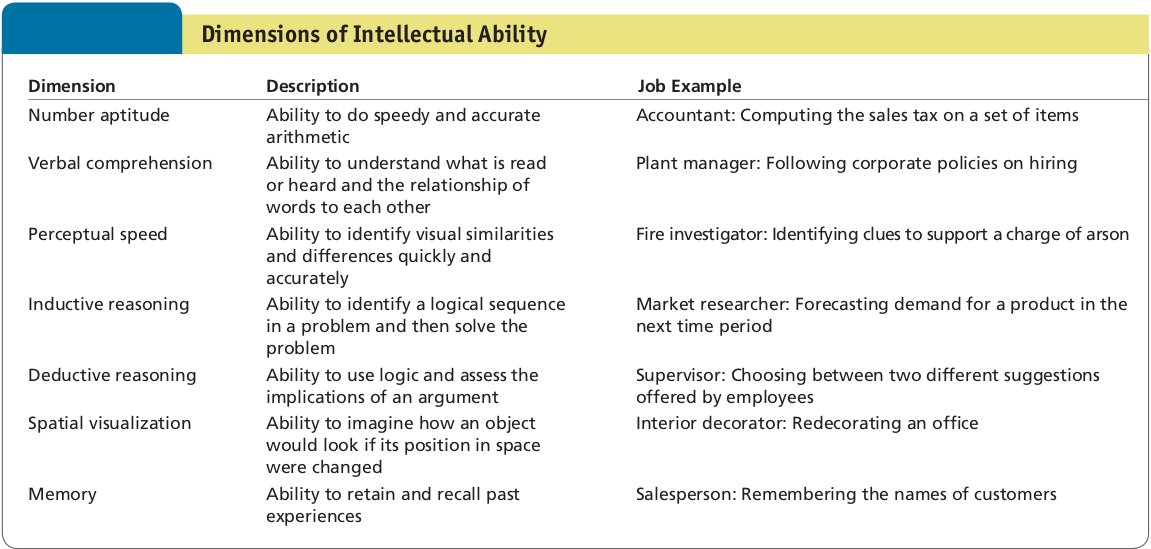 Dimensions of Intellectual Ability
Dimension Description Job Example
Number aptitude Ability to do speedy and accurate Accountant: Computing the sales tax on a set of items
arithmetic
Verbal comprehension Ability to understand what is read Plant manager: Following corporate policies on hiring
or heard and the relationship of
words to each other
Perceptual speed Ability to identify visual similarities Fire investigator: Identifying clues to support a charge of arson
and differences quickly and
accurately
Inductive reasoning Ability to identify a logical sequence Market researcher: Forecasting demand for a product in the
in a problem and then solve the next time period
problem
Deductive reasoning Ability to use logic and assess the Supervisor: Choosing between two different suggestions
implications of an argument offered by employees
Spatial visualization Ability to imagine how an object Interior decorator: Redecorating an office
would look if its position in space
were changed
Memory Ability to retain and recall past Salesperson: Remembering the names of customers
experiences